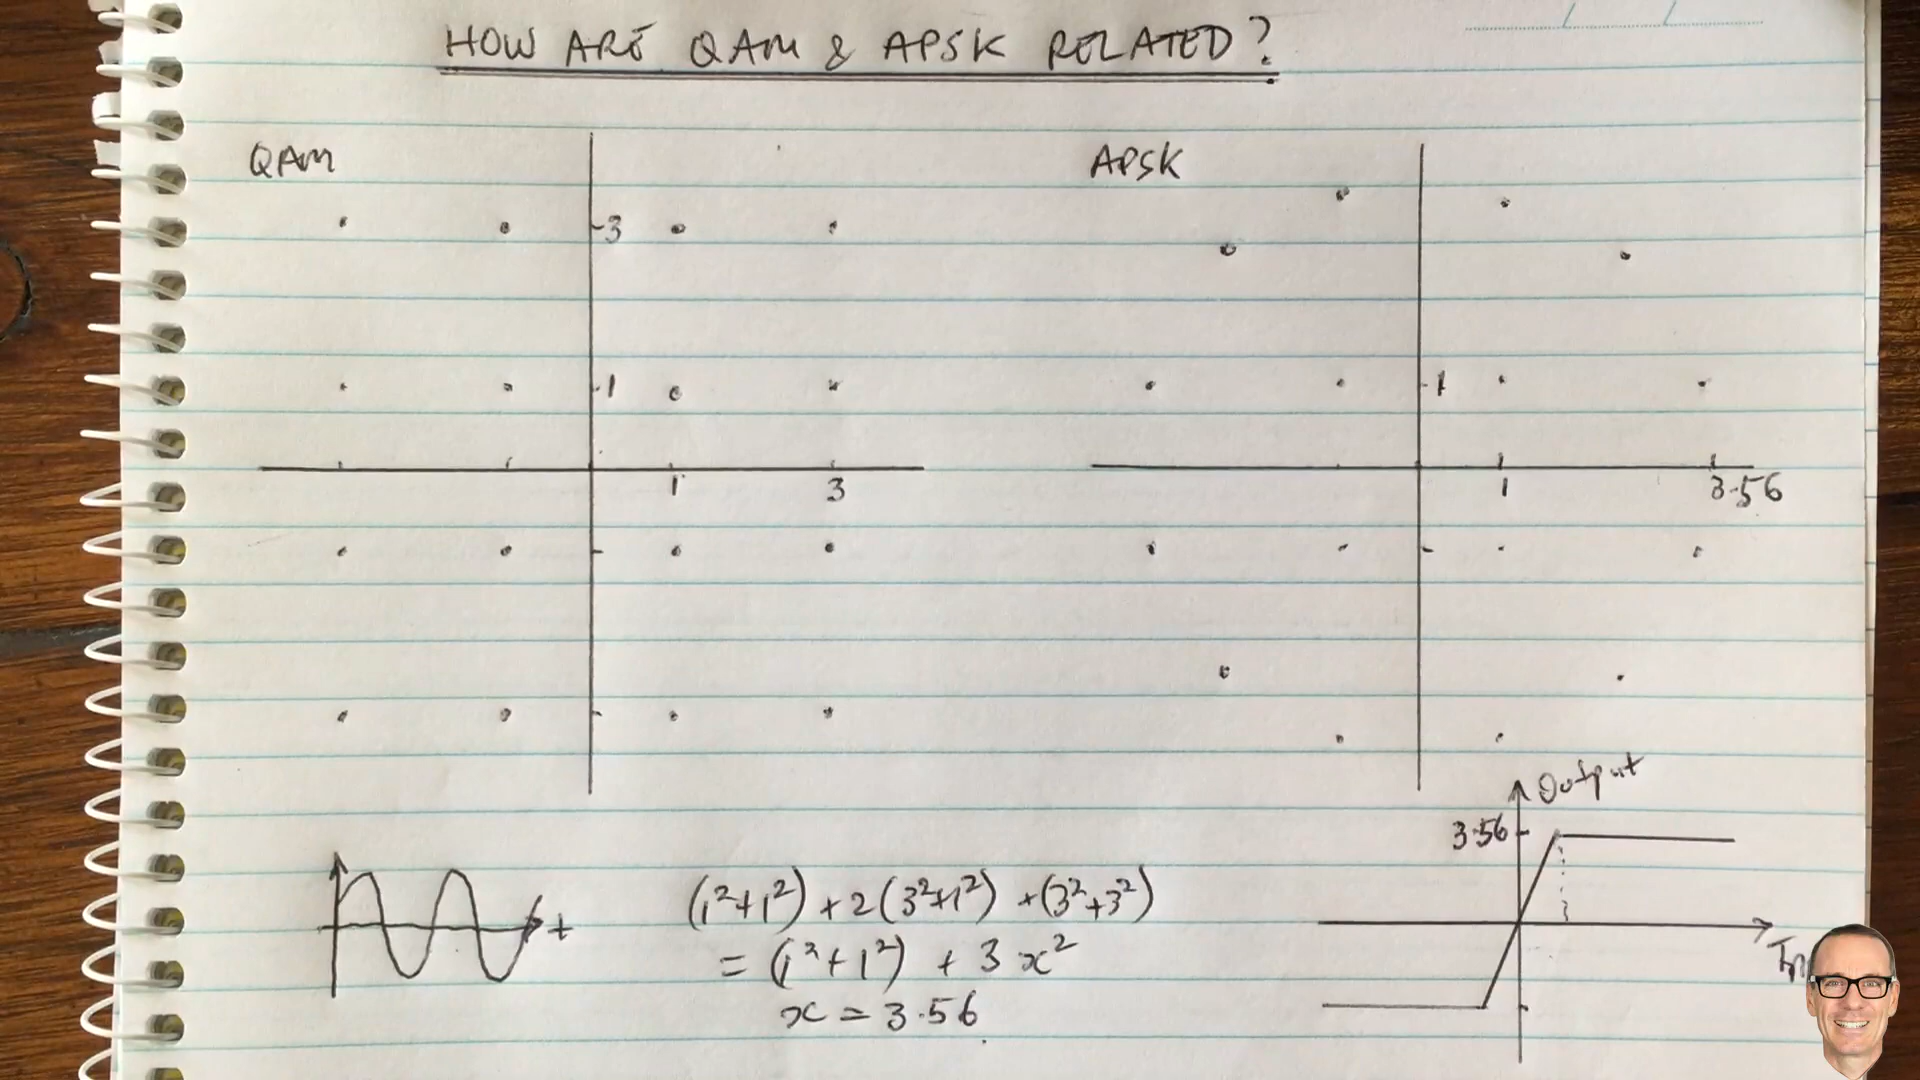 HOW ARE QAM & APSK RELATED?
QAM
3
1
1 3
APSK
1
1 3.56
Output
3.56
t
(1²+1²) + 2(3²+1²) + (3²+3²)
= (1²+1²) + 3x²
x = 3.56